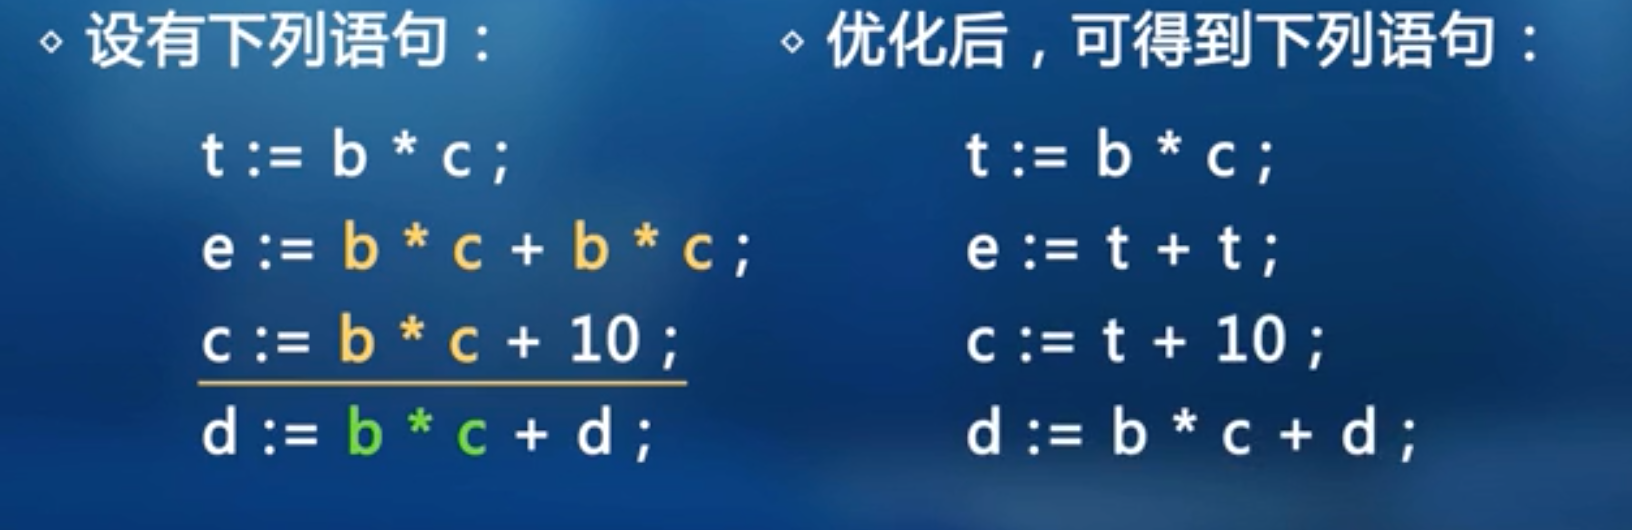 ◇ 设有下列语句：
t := b * c ;
e := b * c + b * c ;
c := b * c + 10 ;
d := b * c + d ;
◇ 优化后，可得到下列语句：
t := b * c ;
e := t + t ;
c := t + 10 ;
d := b * c + d ;